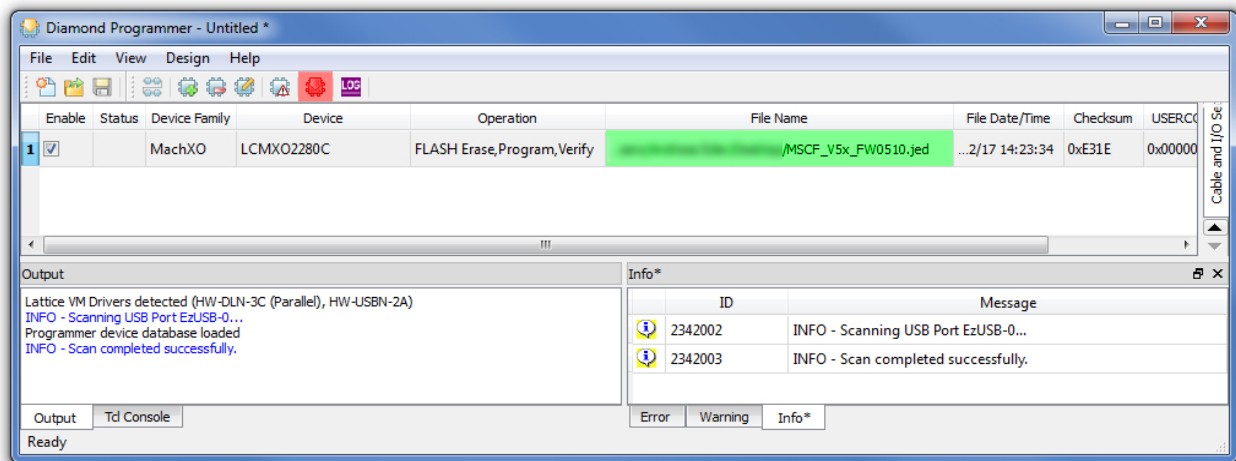 Diamond Programmer - Untitled *
File Edit View Design Help
LOG
Enable Status Device Family Device Operation File Name File Date/Time Checksum USERCO
1 MachXO LCMXO2280C FLASH Erase,Program,Verify /MSCF_V5x_FW0510.jed ...2/17 14:23:34 0xE31E 0x00000
Cable and I/O Se
Output
Lattice VM Drivers detected (HW-DLN-3C (Parallel), HW-USBN-2A)
INFO - Scanning USB Port EzUSB-0...
Programmer device database loaded
INFO - Scan completed successfully.
Output Tcl Console
Info*
ID Message
2342002 INFO - Scanning USB Port EzUSB-0...
2342003 INFO - Scan completed successfully.
Error Warning Info*
Ready